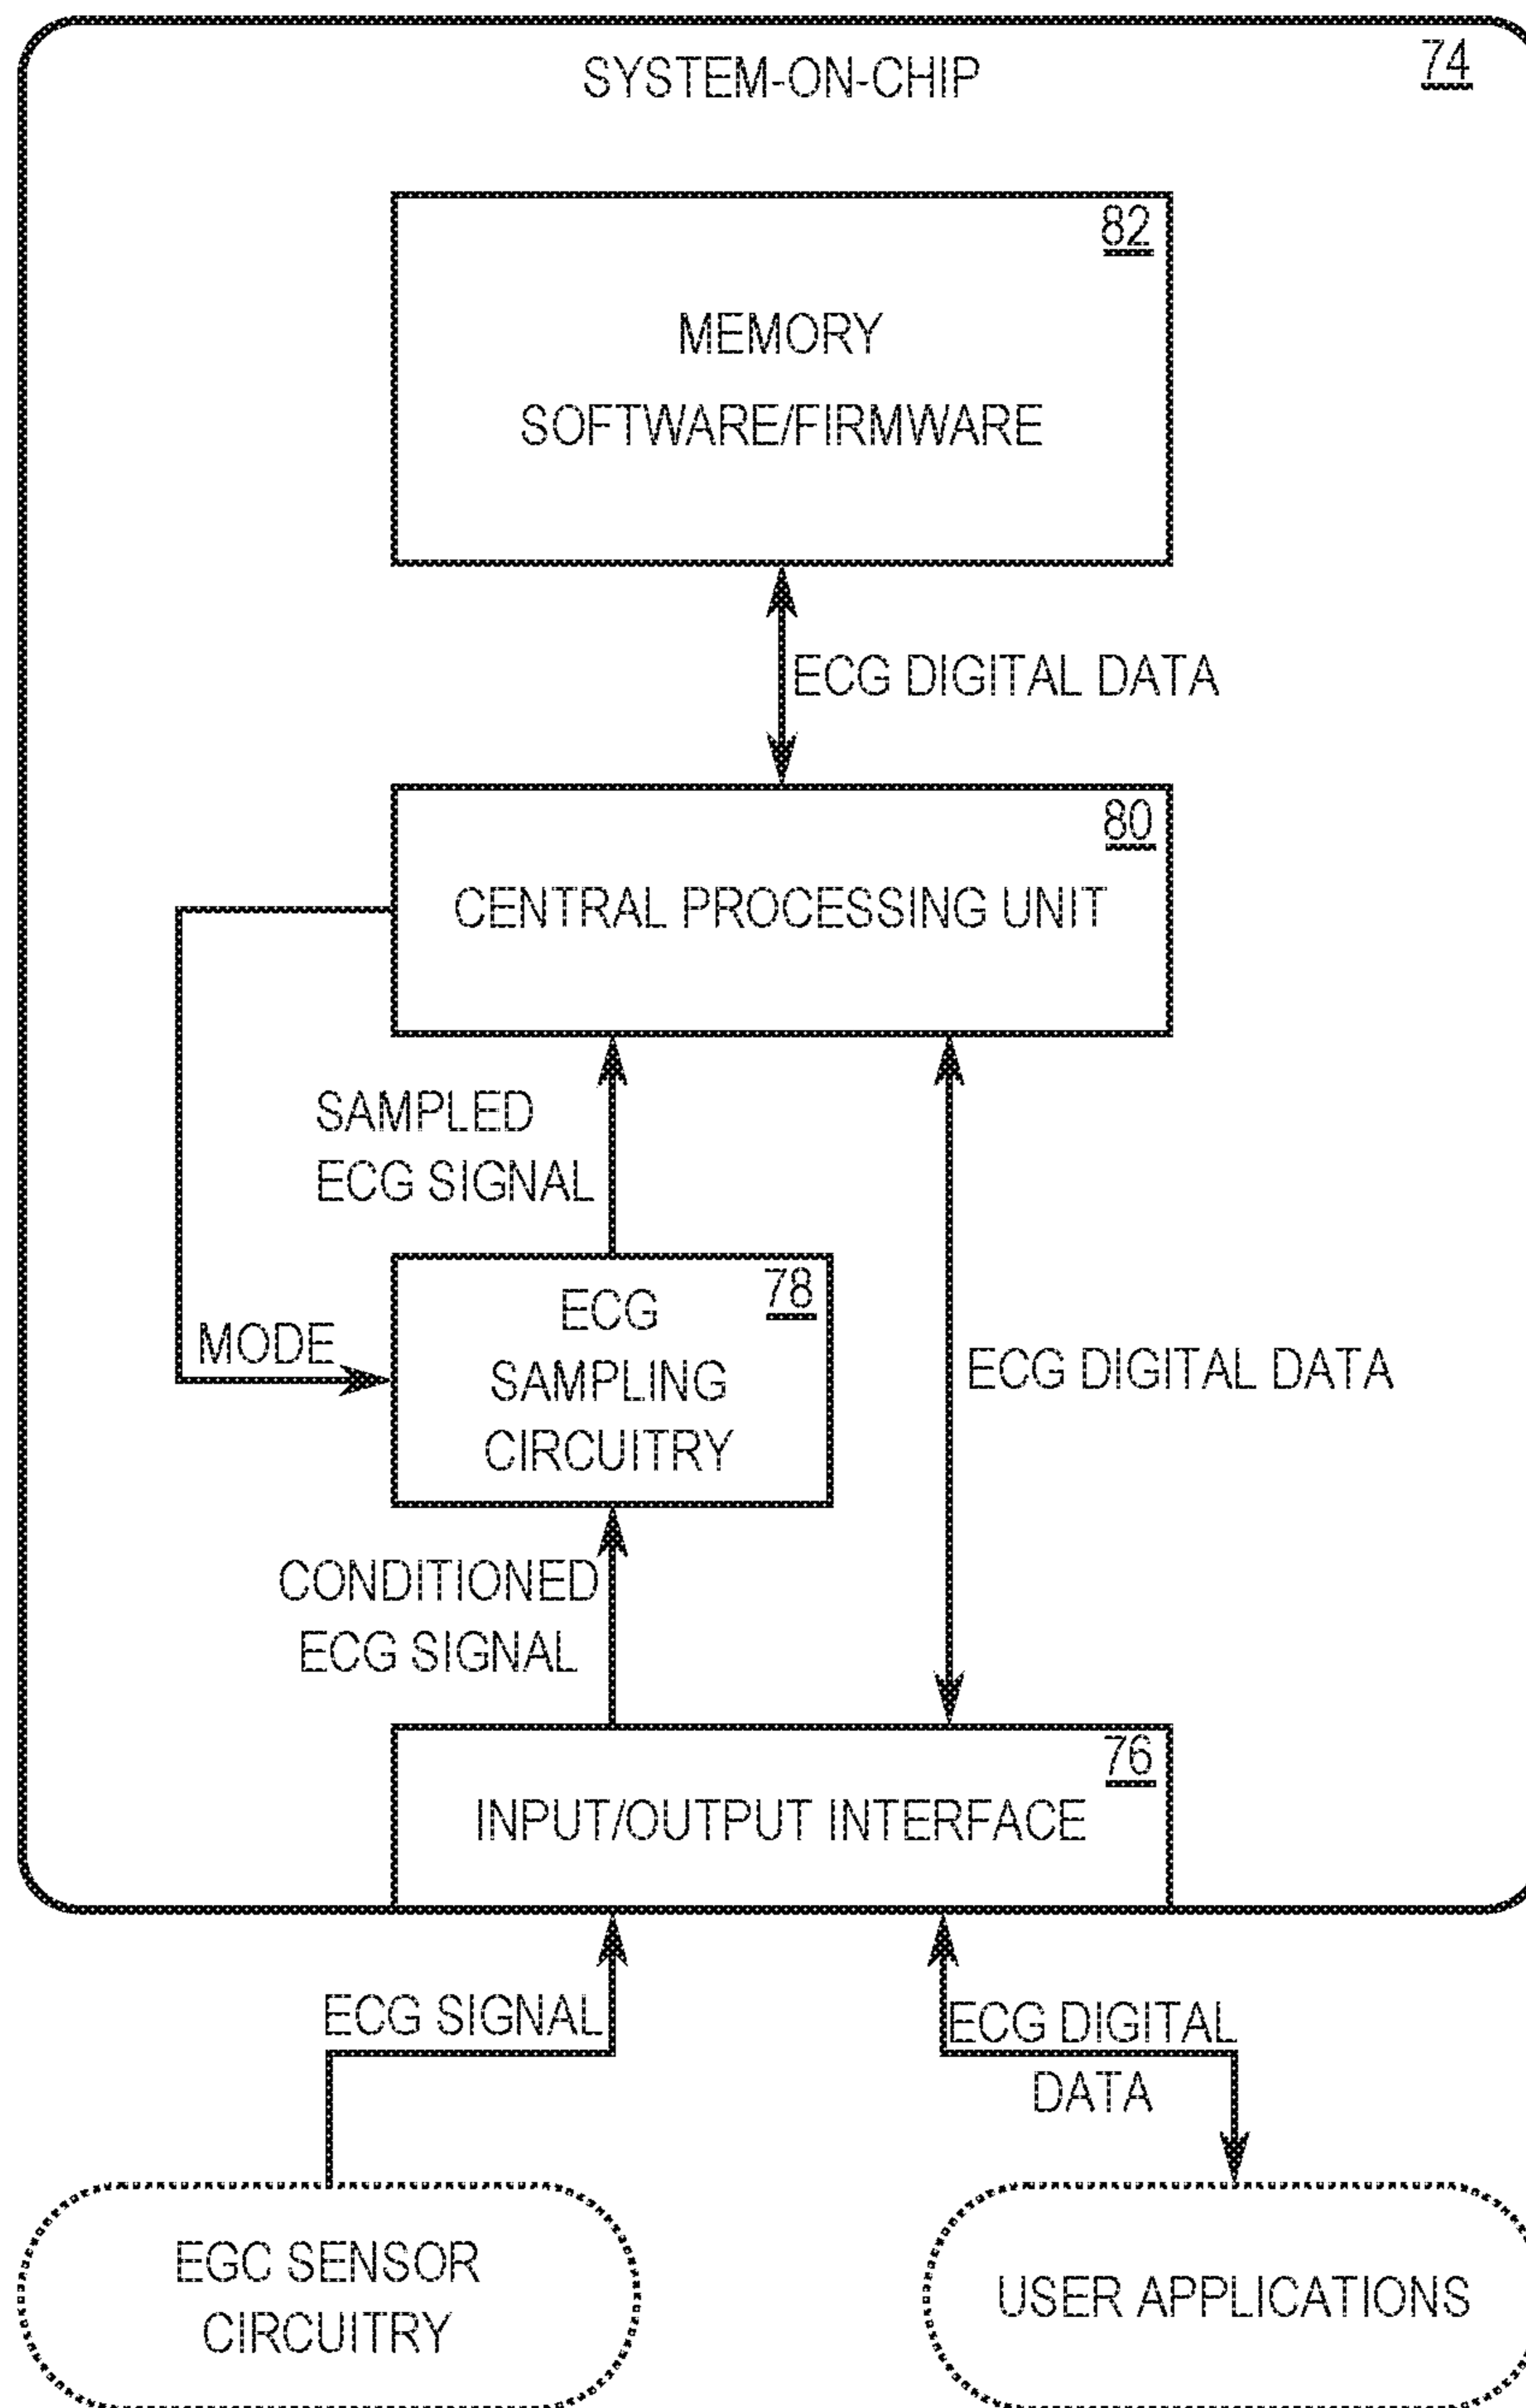 SYSTEM-ON-CHIP
74
82
MEMORY
SOFTWARE/FIRMWARE
ECG DIGITAL DATA
80
CENTRAL PROCESSING UNIT
SAMPLED
ECG SIGNAL
78
ECG
SAMPLING
CIRCUITRY
MODE
ECG DIGITAL DATA
CONDITIONED
ECG SIGNAL
76
INPUT/OUTPUT INTERFACE
ECG SIGNAL
ECG DIGITAL
DATA
EGC SENSOR
CIRCUITRY
USER APPLICATIONS